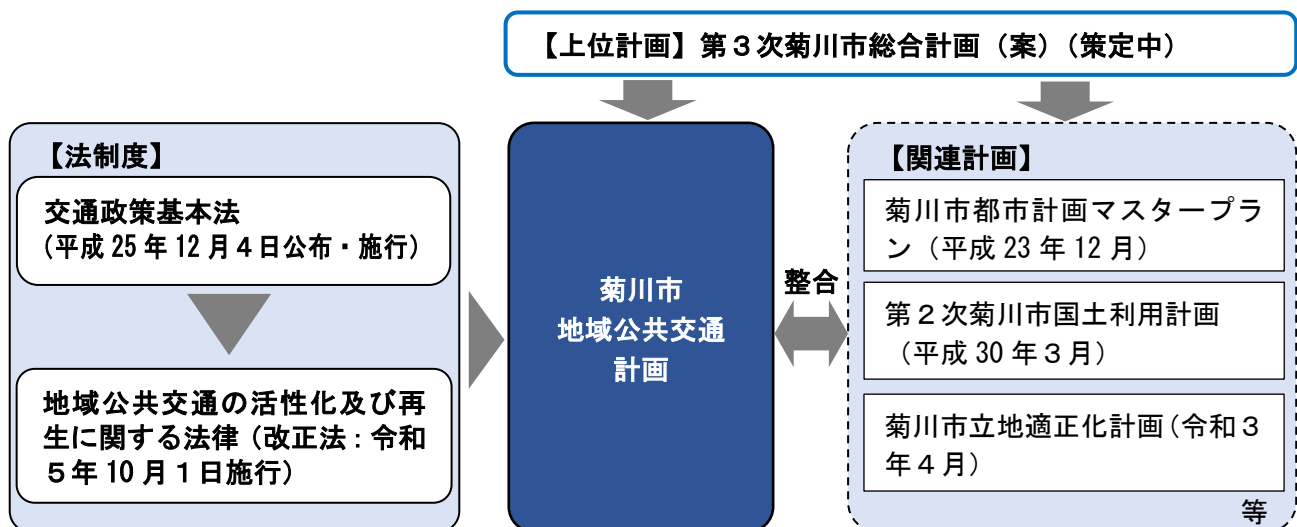 【上位計画】第３次菊川市総合計画（案）（策定中）
【法制度】
交通政策基本法
（平成 25 年 12 月４日公布・施行）
地域公共交通の活性化及び再
生に関する法律（改正法：令和
５年 10 月１日施行）
菊川市
地域公共交通
計画
整合
【関連計画】
菊川市都市計画マスタープラ
ン（平成 23 年 12 月）
第２次菊川市国土利用計画
（平成 30 年３月）
菊川市立地適正化計画（令和３
年４月）
等